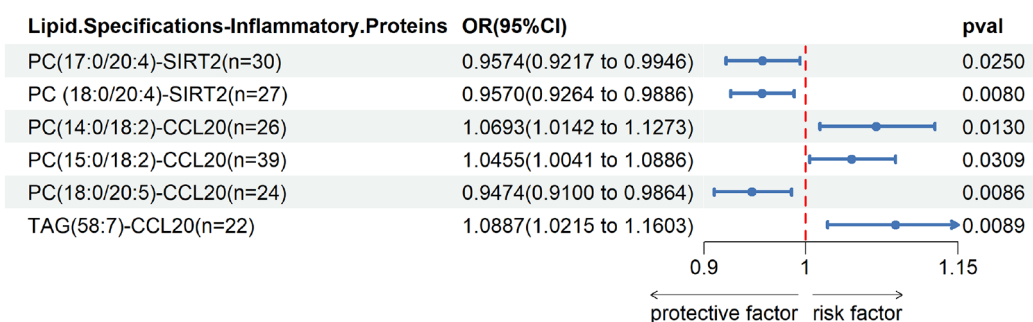 Lipid.Specifications-Inflammatory.Proteins OR(95%CI) pval
PC(17:0/20:4)-SIRT2(n=30) 0.9574(0.9217 to 0.9946) 0.0250
PC (18:0/20:4)-SIRT2(n=27) 0.9570(0.9264 to 0.9886) 0.0080
PC(14:0/18:2)-CCL20(n=26) 1.0693(1.0142 to 1.1273) 0.0130
PC(15:0/18:2)-CCL20(n=39) 1.0455(1.0041 to 1.0886) 0.0309
PC(18:0/20:5)-CCL20(n=24) 0.9474(0.9100 to 0.9864) 0.0086
TAG(58:7)-CCL20(n=22) 1.0887(1.0215 to 1.1603) 0.0089
0.9 1 1.15
protective factor risk factor